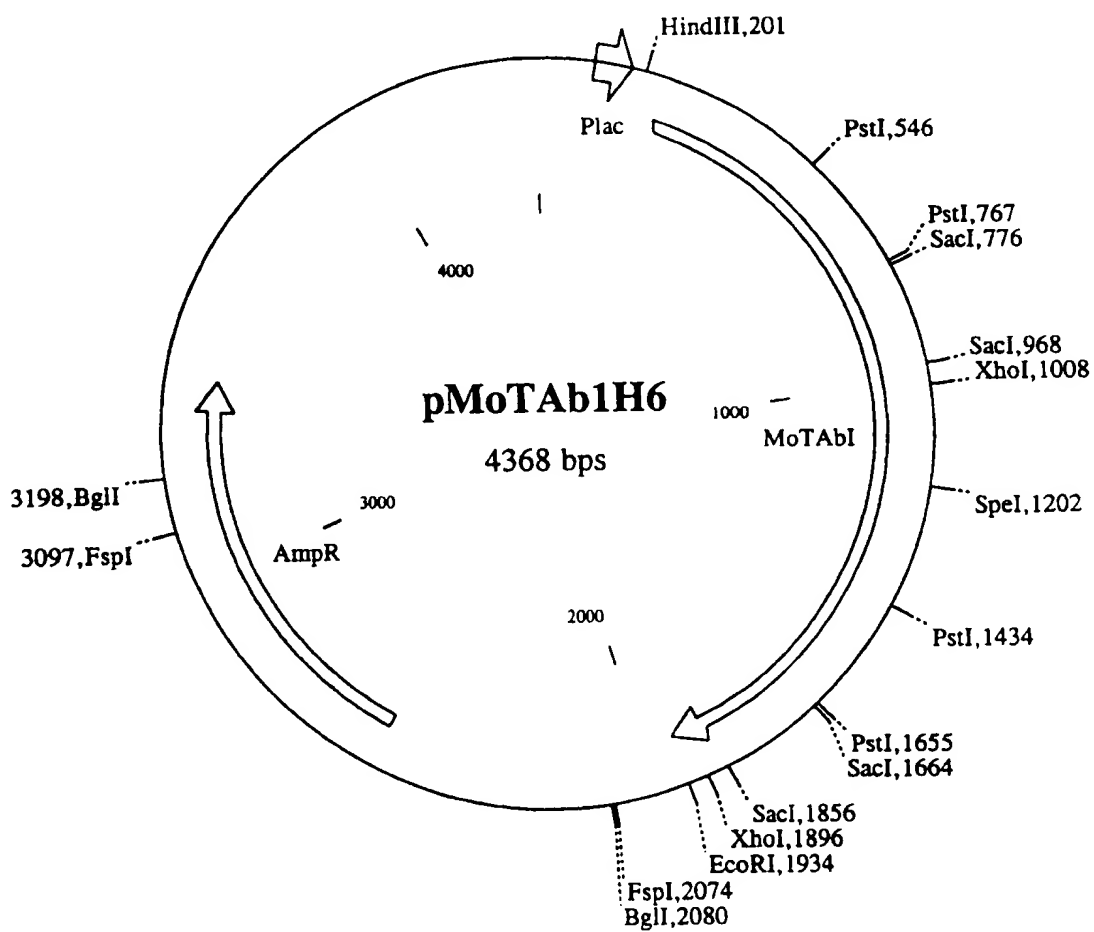 HindIII,201
Plac
PstI,546
PstI,767
SacI,776
4000
SacI,968
XhoI,1008
pMoTAb1H6
1000
MoTAbI
4368 bps
3198,BglI
3000
SpeI,1202
3097,FspI
AmpR
2000
PstI,1434
PstI,1655
SacI,1664
SacI,1856
XhoI,1896
EcoRI,1934
FspI,2074
BglI,2080